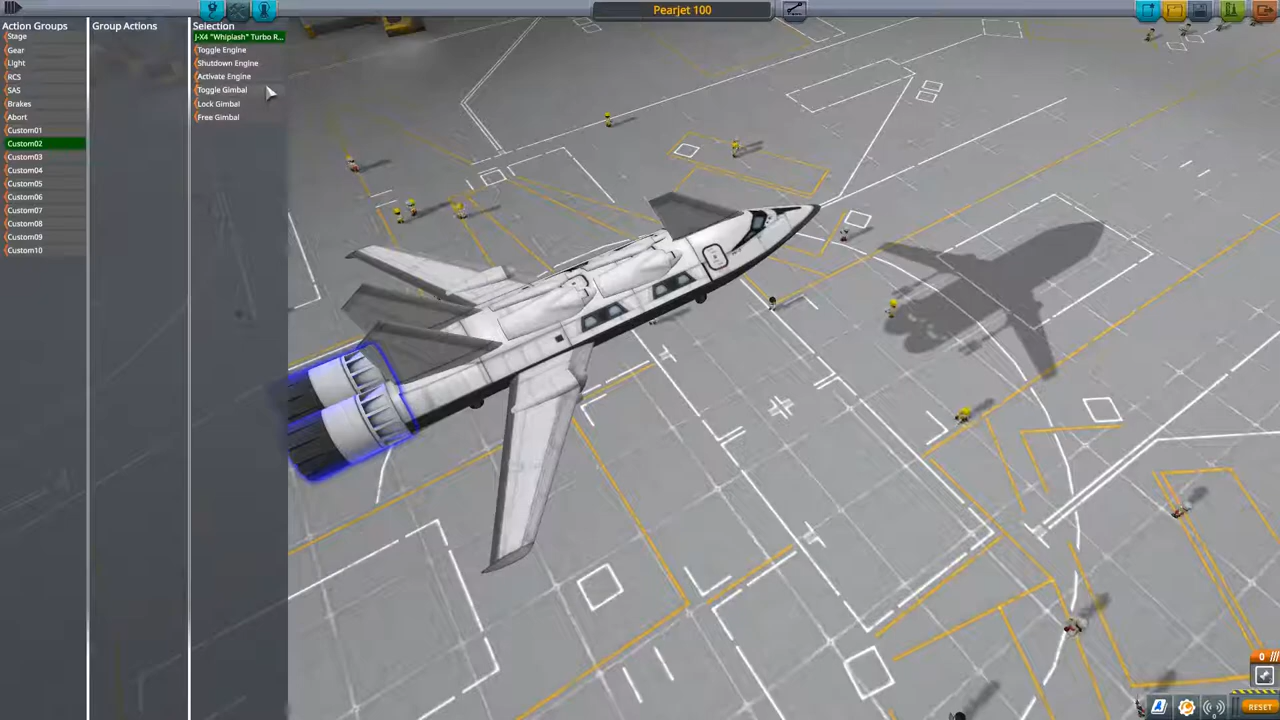 Pearjet 100
Action Groups
Stage
Gear
Light
RCS
SAS
Brakes
Abort
Custom01
Custom02
Custom03
Custom04
Custom05
Custom06
Custom07
Custom08
Custom09
Custom10
Group Actions
Selection
J-X4 "Whiplash" Turbo R...
Toggle Engine
Shutdown Engine
Activate Engine
Toggle Gimbal
Lock Gimbal
Free Gimbal
0
RESET